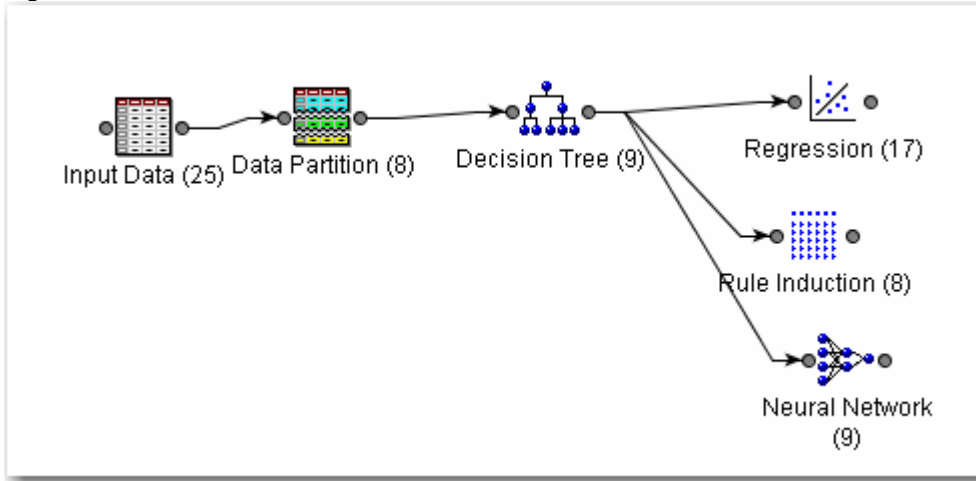 Input Data (25)
Data Partition (8)
Decision Tree (9)
Regression (17)
Rule Induction (8)
Neural Network
(9)